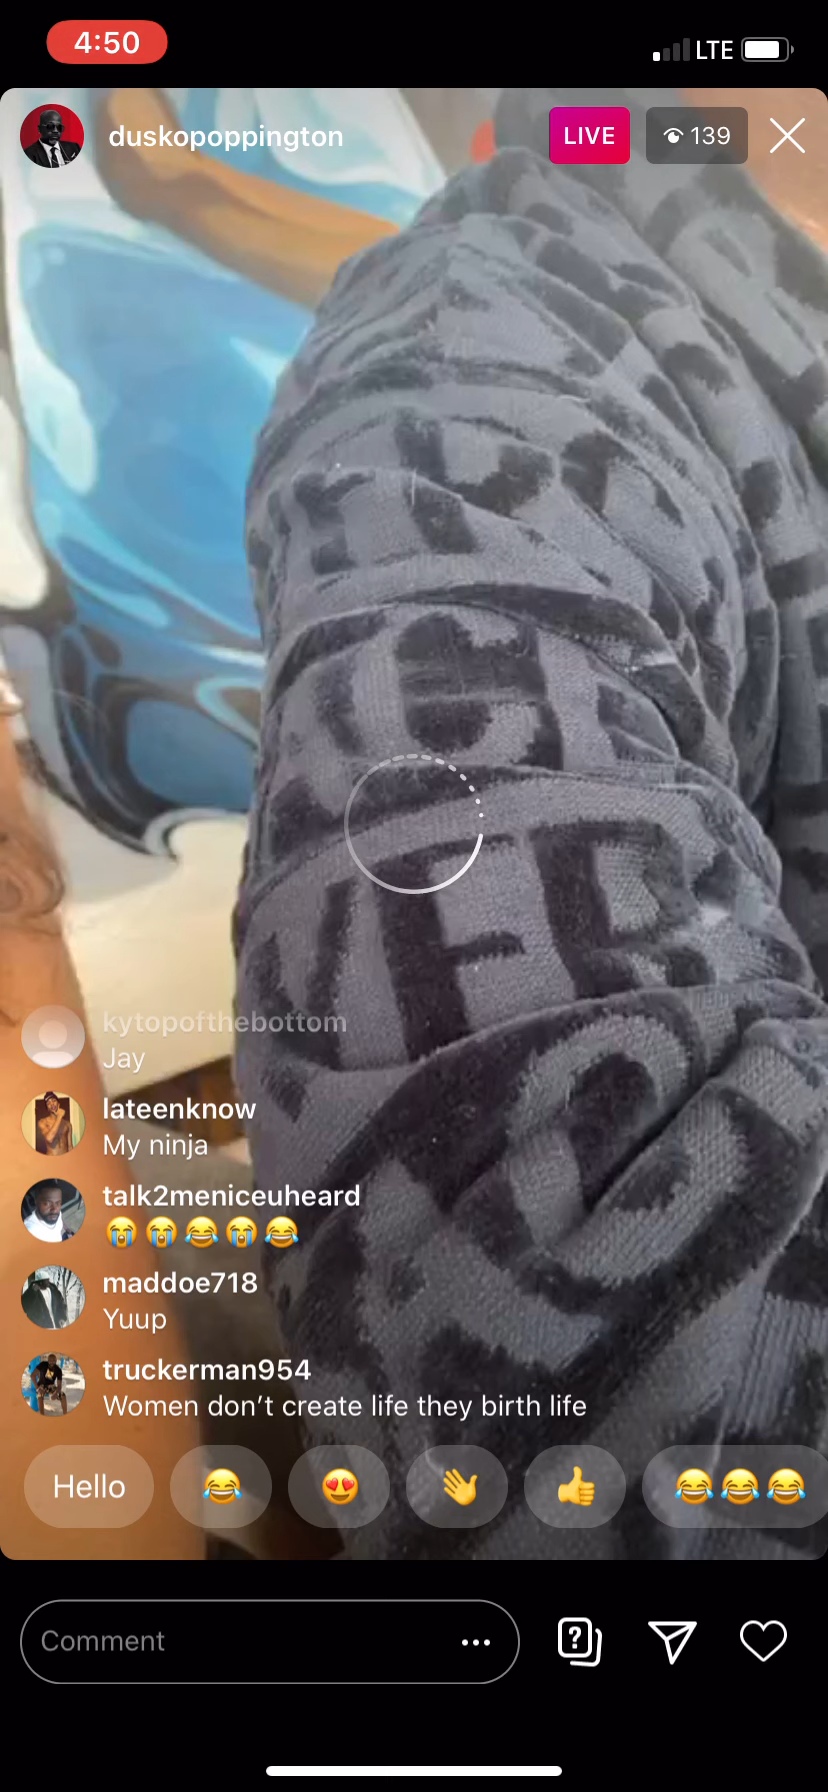 4:50
LTE
duskopoppington
LIVE
139
kytopofthebottom
Jay
lateenknow
My ninja
talk2meniceuheard
😭😭😂😭😂
maddoe718
Yuup
truckerman954
Women don’t create life they birth life
Hello 😂 😍 👋 👍 😂😂😂
Comment